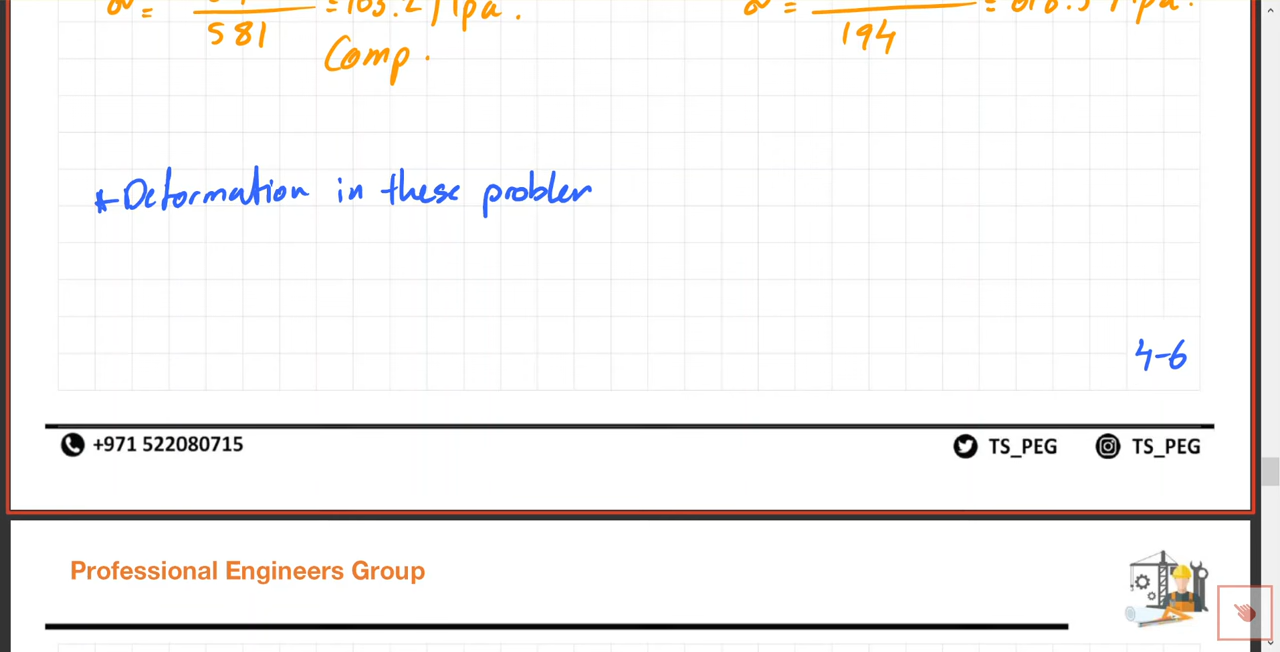 581
Comp.
194
* Deformation in these probler
4-6
+971 522080715
TS_PEG TS_PEG
Professional Engineers Group